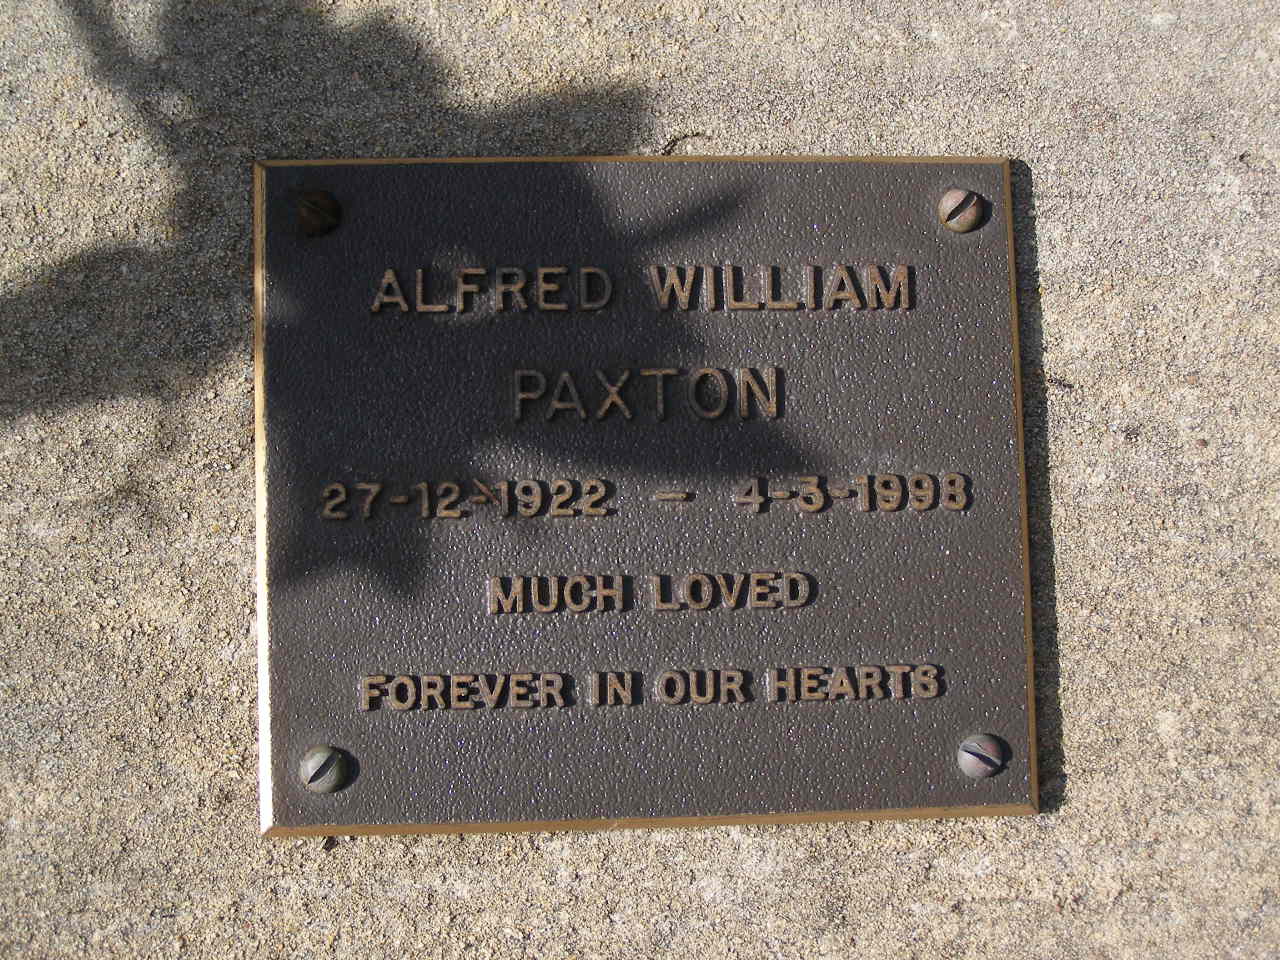 ALFRED WILLIAM
PAXTON
27-12-1922 - 4-3-1998
MUCH LOVED
FOREVER IN OUR HEARTS